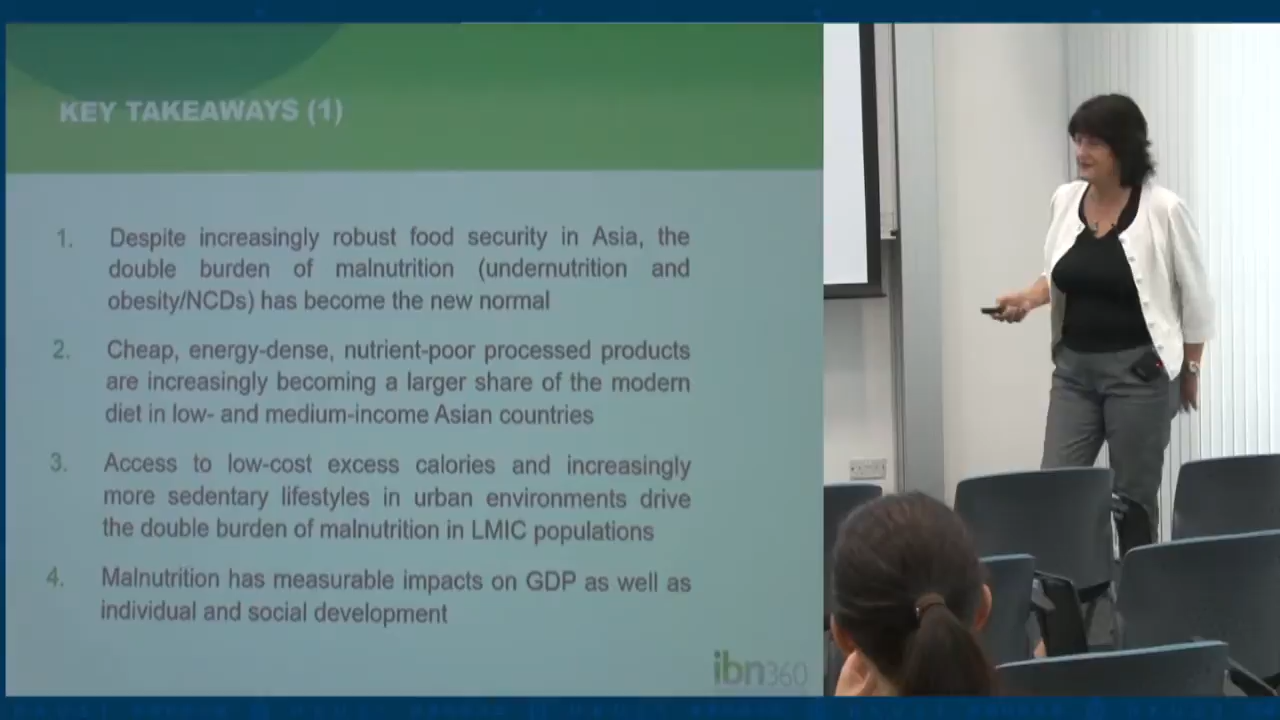 KEY TAKEAWAYS (1)
1. Despite increasingly robust food security in Asia, the
double burden of malnutrition (undernutrition and
obesity/NCDs) has become the new normal
2. Cheap, energy-dense, nutrient-poor processed products
are increasingly becoming a larger share of the modern
diet in low- and medium-income Asian countries
3. Access to low-cost excess calories and increasingly
more sedentary lifestyles in urban environments drive
the double burden of malnutrition in LMIC populations
4. Malnutrition has measurable impacts on GDP as well as
individual and social development
ibn360